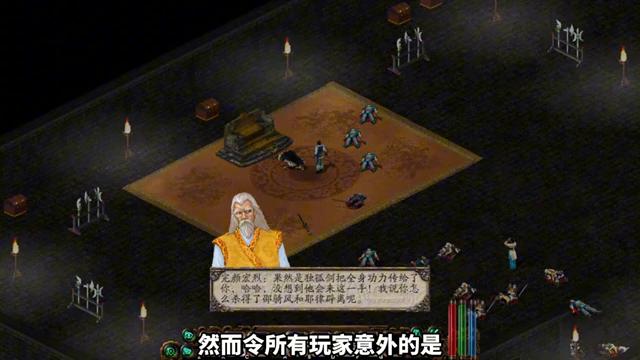 完颜宏烈：果然是独孤剑把全身功力传给了
你，哈哈，没想到他会来这一手！我说你怎
么杀得了郿骑风和耶律辟离呢。
然而令所有玩家意外的是